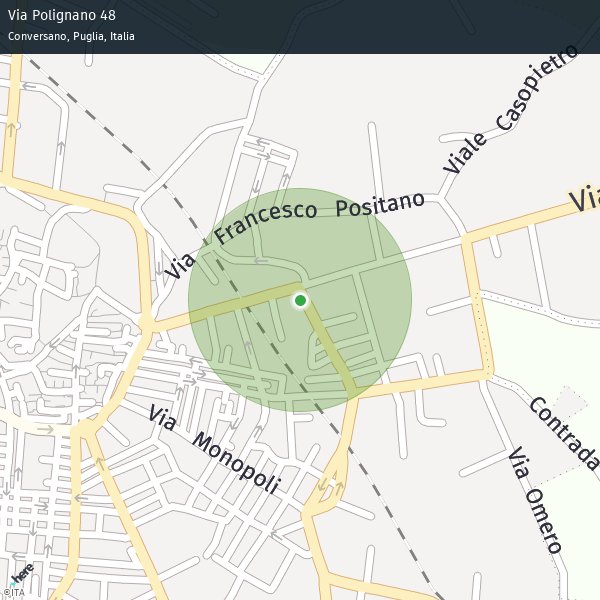 Via Polignano 48
Conversano, Puglia, Italia
Viale Casopietro
Via
Via Francesco Positano
Contrada
Via Monopoli
Via Omero
here
©ITA